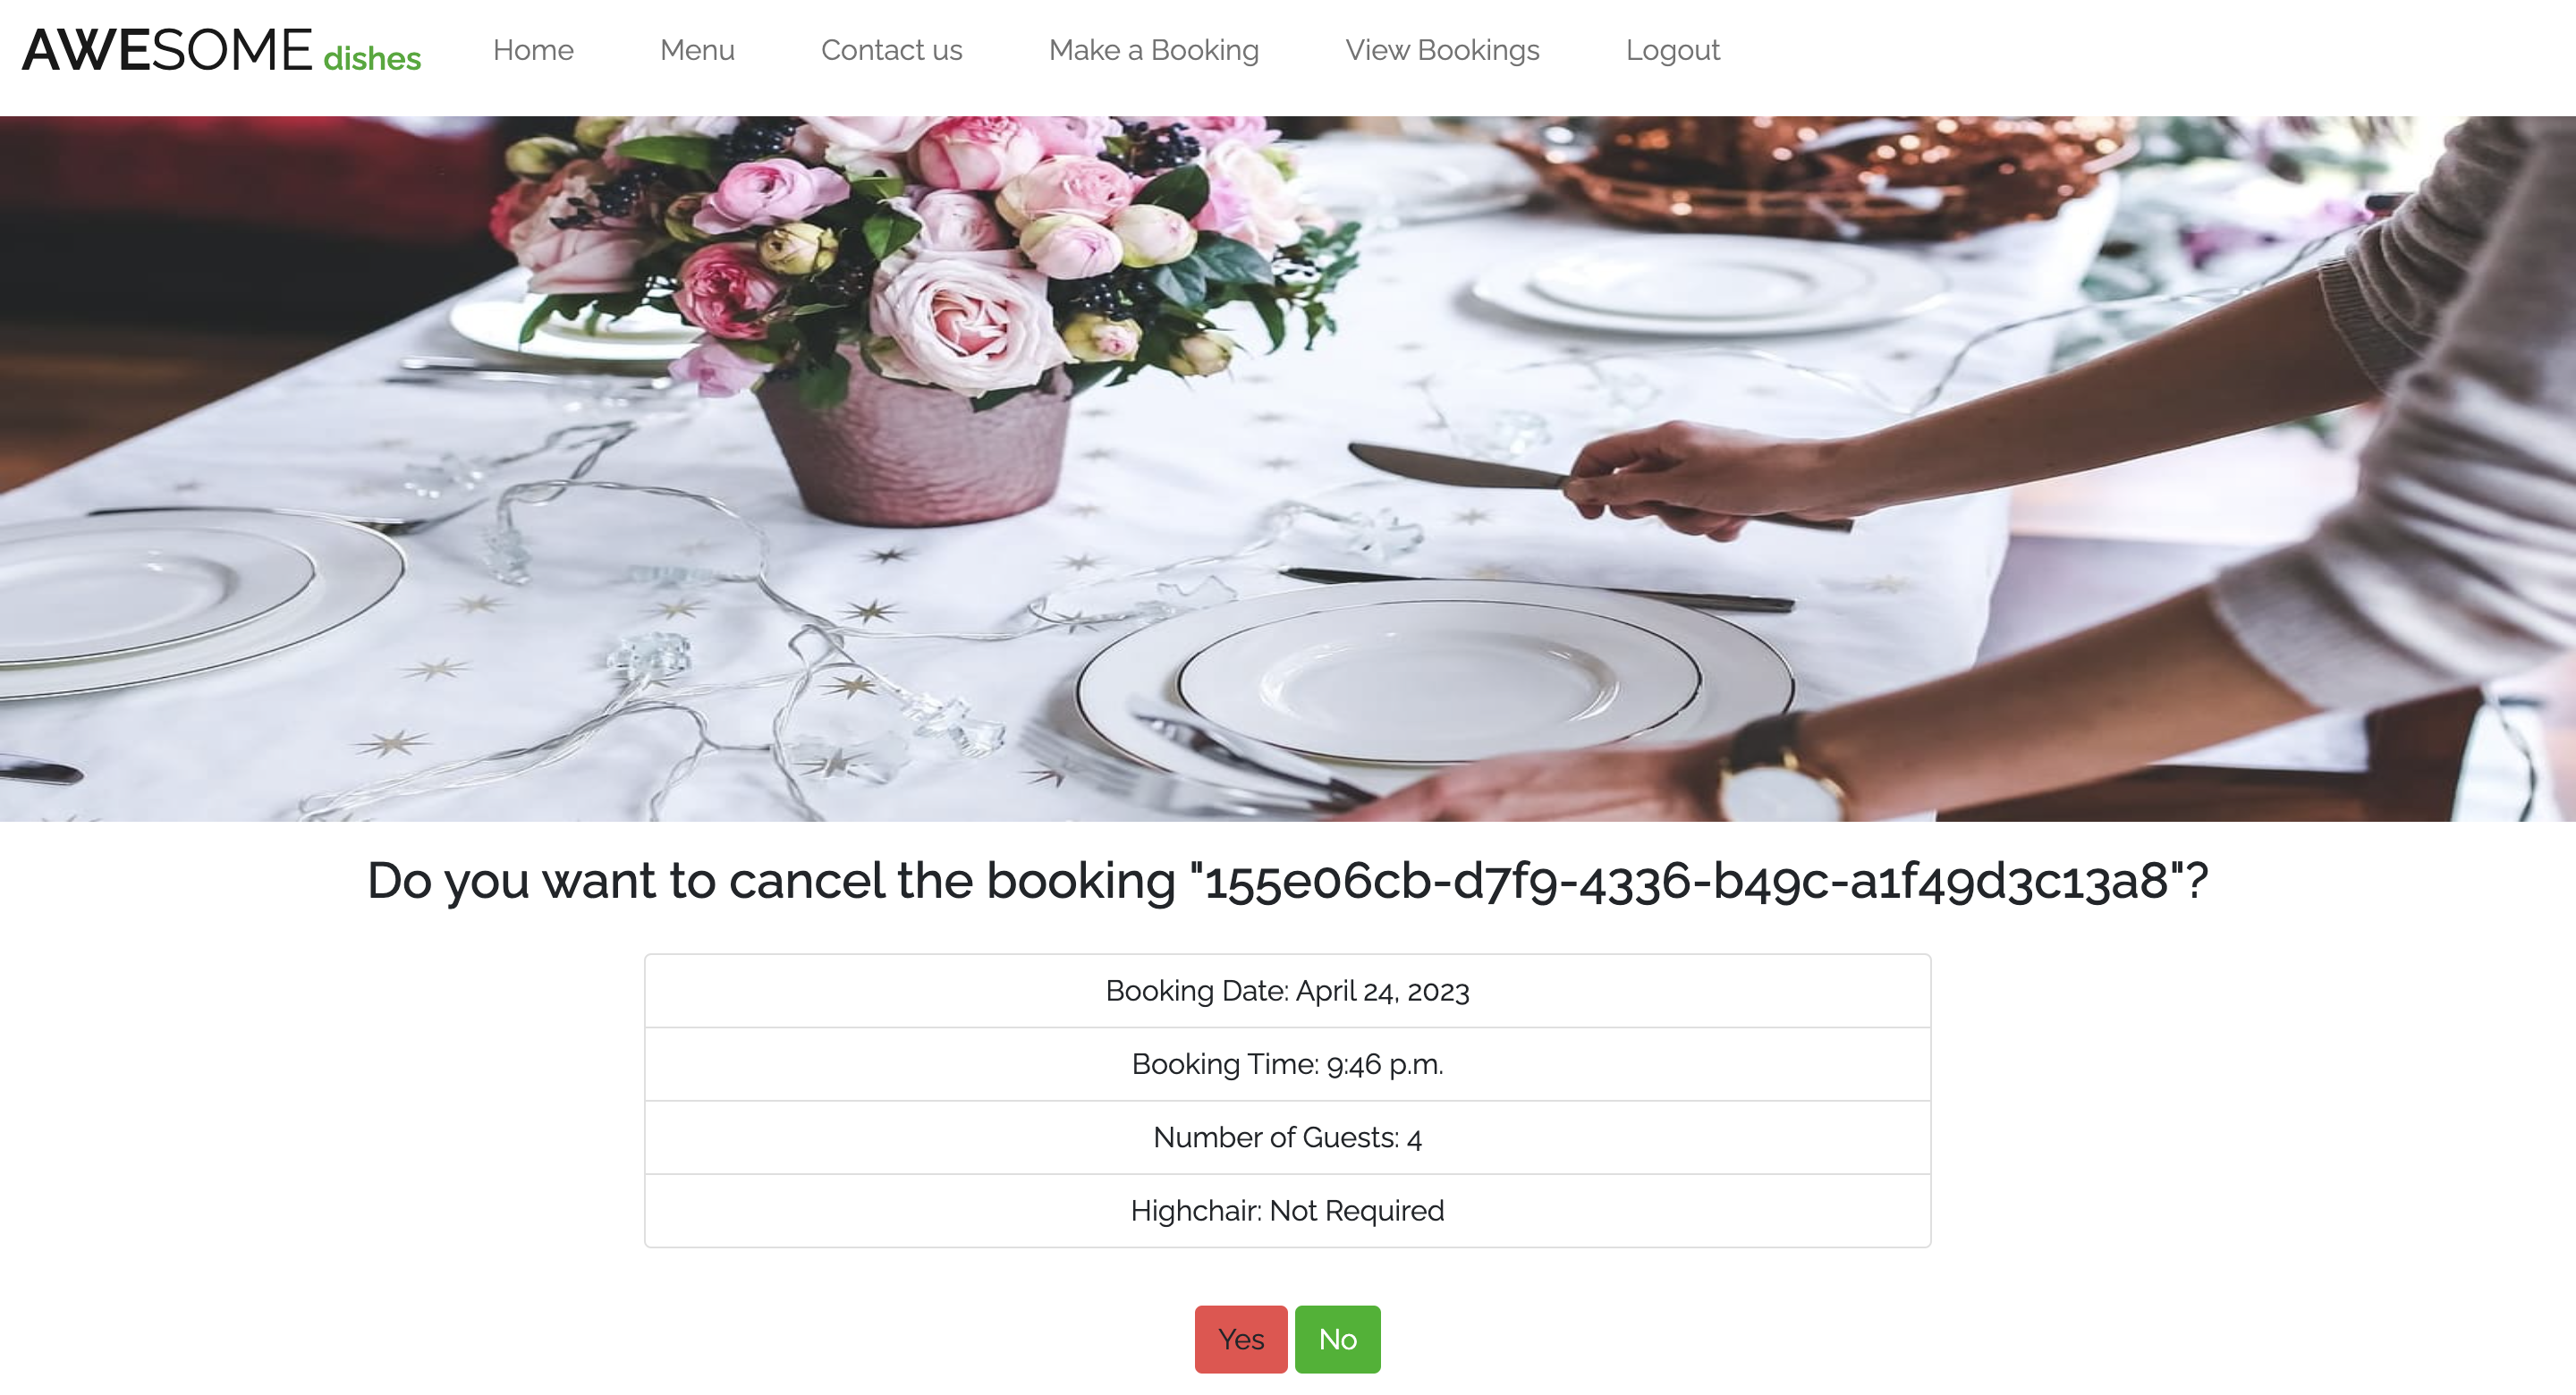 AWESOME dishes Home Menu Contact us Make a Booking View Bookings Logout
Do you want to cancel the booking "155e06cb-d7f9-4336-b49c-a1f49d3c13a8"?
Booking Date: April 24, 2023
Booking Time: 9:46 p.m.
Number of Guests: 4
Highchair: Not Required
Yes No